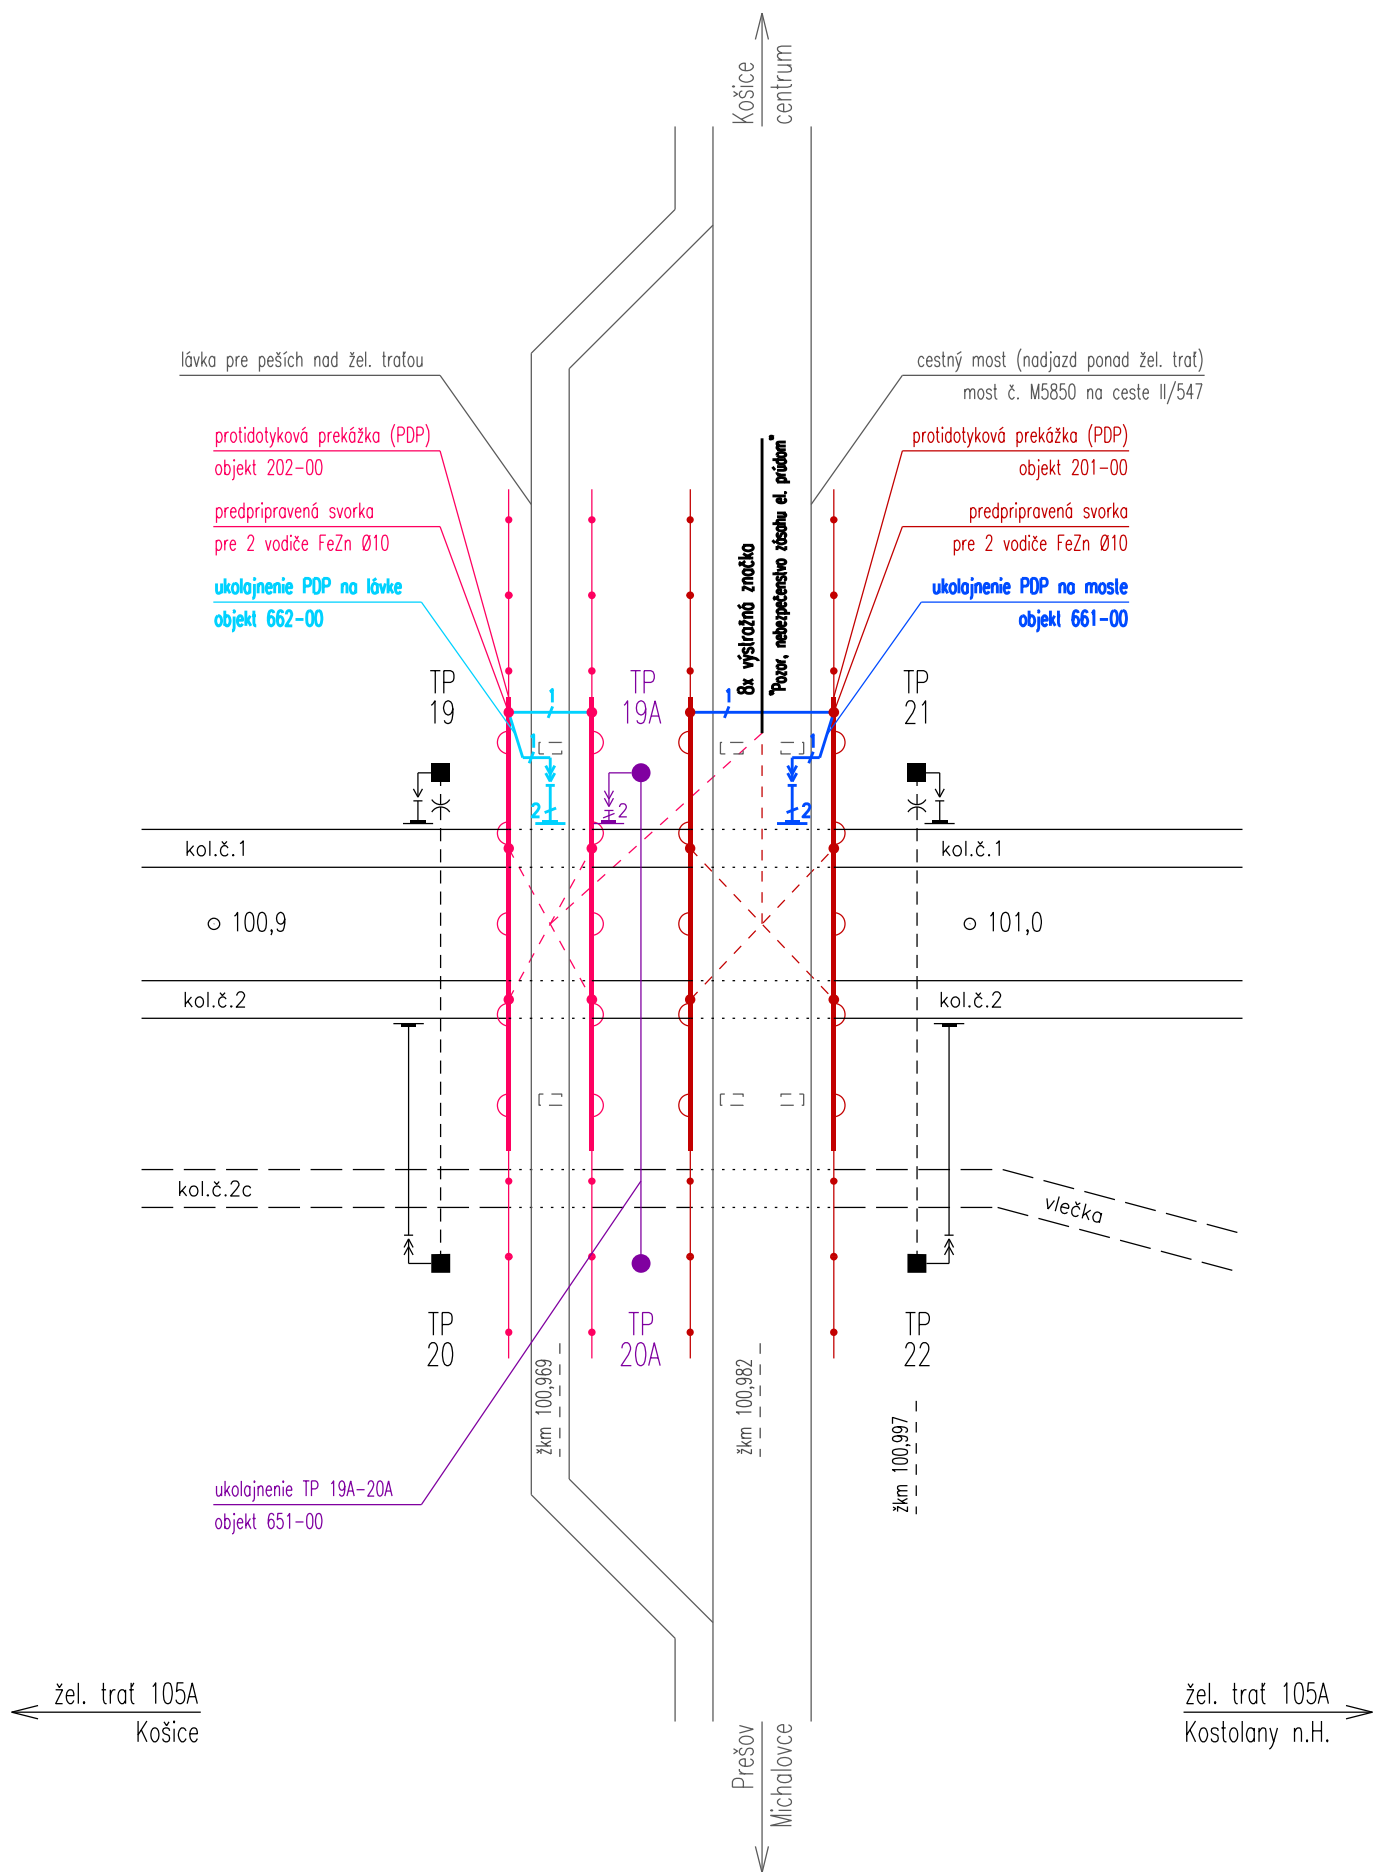 Košice
centrum
lávka pre peších nad žel. traťou
cestný most (nadjazd ponad žel. trať)
most č. M5850 na ceste II/547
protidotyková prekážka (PDP)
objekt 202-00
protidotyková prekážka (PDP)
objekt 201-00
predpripravená svorka
pre 2 vodiče FeZn Ø10
predpripravená svorka
pre 2 vodiče FeZn Ø10
ukolajnenie PDP na lávke
objekt 662-00
ukolajnenie PDP na moste
objekt 661-00
8x výstražná značka
"Pozor, nebezpečenstvo zásahu el. prúdom"
TP
19
TP
19A
TP
21
1
1
1
1
2
2
2
kol.č.1
kol.č.1
100,9
101,0
kol.č.2
kol.č.2
kol.č.2c
vlečka
TP
20
TP
20A
TP
22
žkm 100,969
žkm 100,982
žkm 100,997
ukolajnenie TP 19A-20A
objekt 651-00
žel. trať 105A
Košice
žel. trať 105A
Kostolany n.H.
Prešov
Michalovce